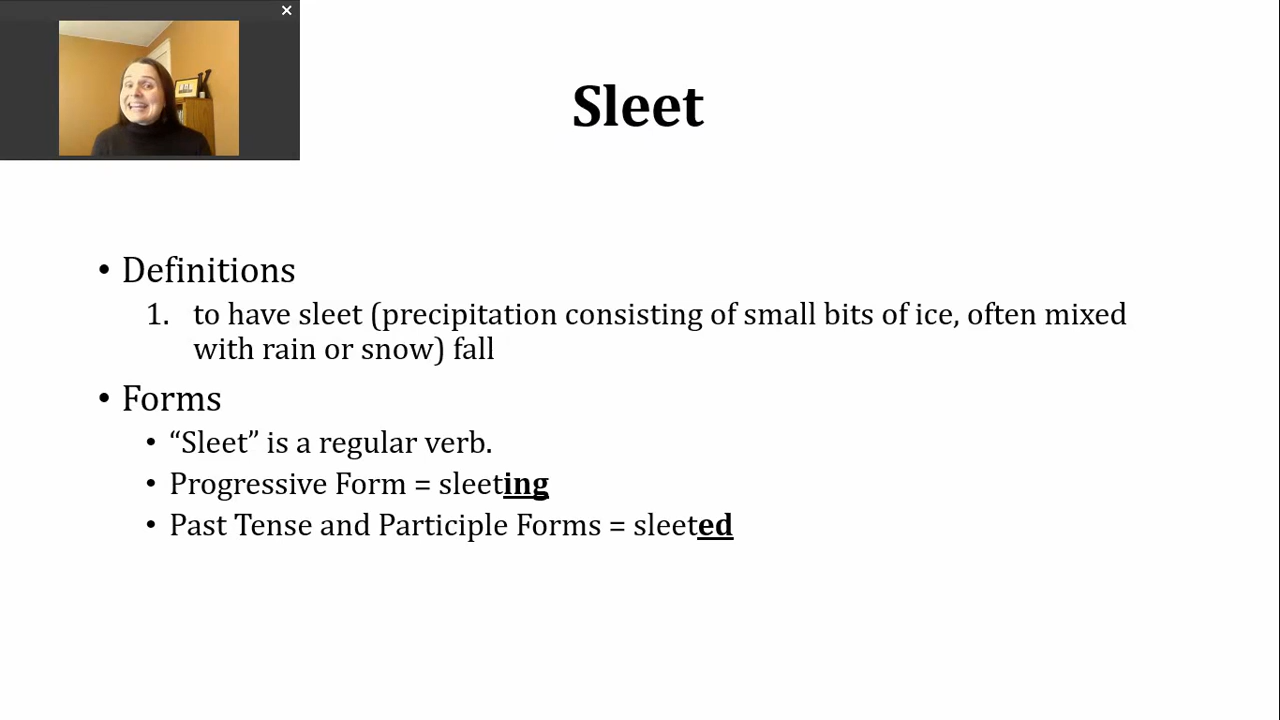 Sleet
• Definitions
1. to have sleet (precipitation consisting of small bits of ice, often mixed
with rain or snow) fall
• Forms
• “Sleet” is a regular verb.
• Progressive Form = sleeting
• Past Tense and Participle Forms = sleeted